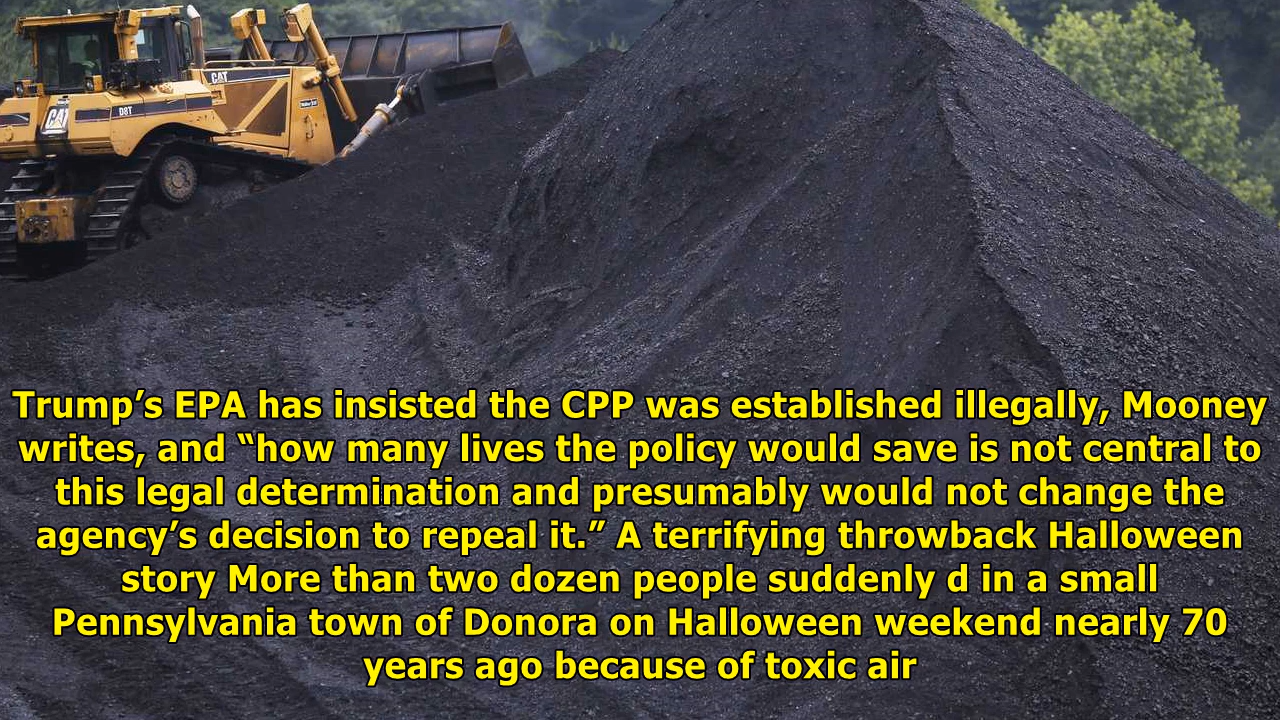 CAT
CAT
D8T
Trump’s EPA has insisted the CPP was established illegally, Mooney
writes, and “how many lives the policy would save is not central to
this legal determination and presumably would not change the
agency’s decision to repeal it.” A terrifying throwback Halloween
story More than two dozen people suddenly d in a small
Pennsylvania town of Donora on Halloween weekend nearly 70
years ago because of toxic air